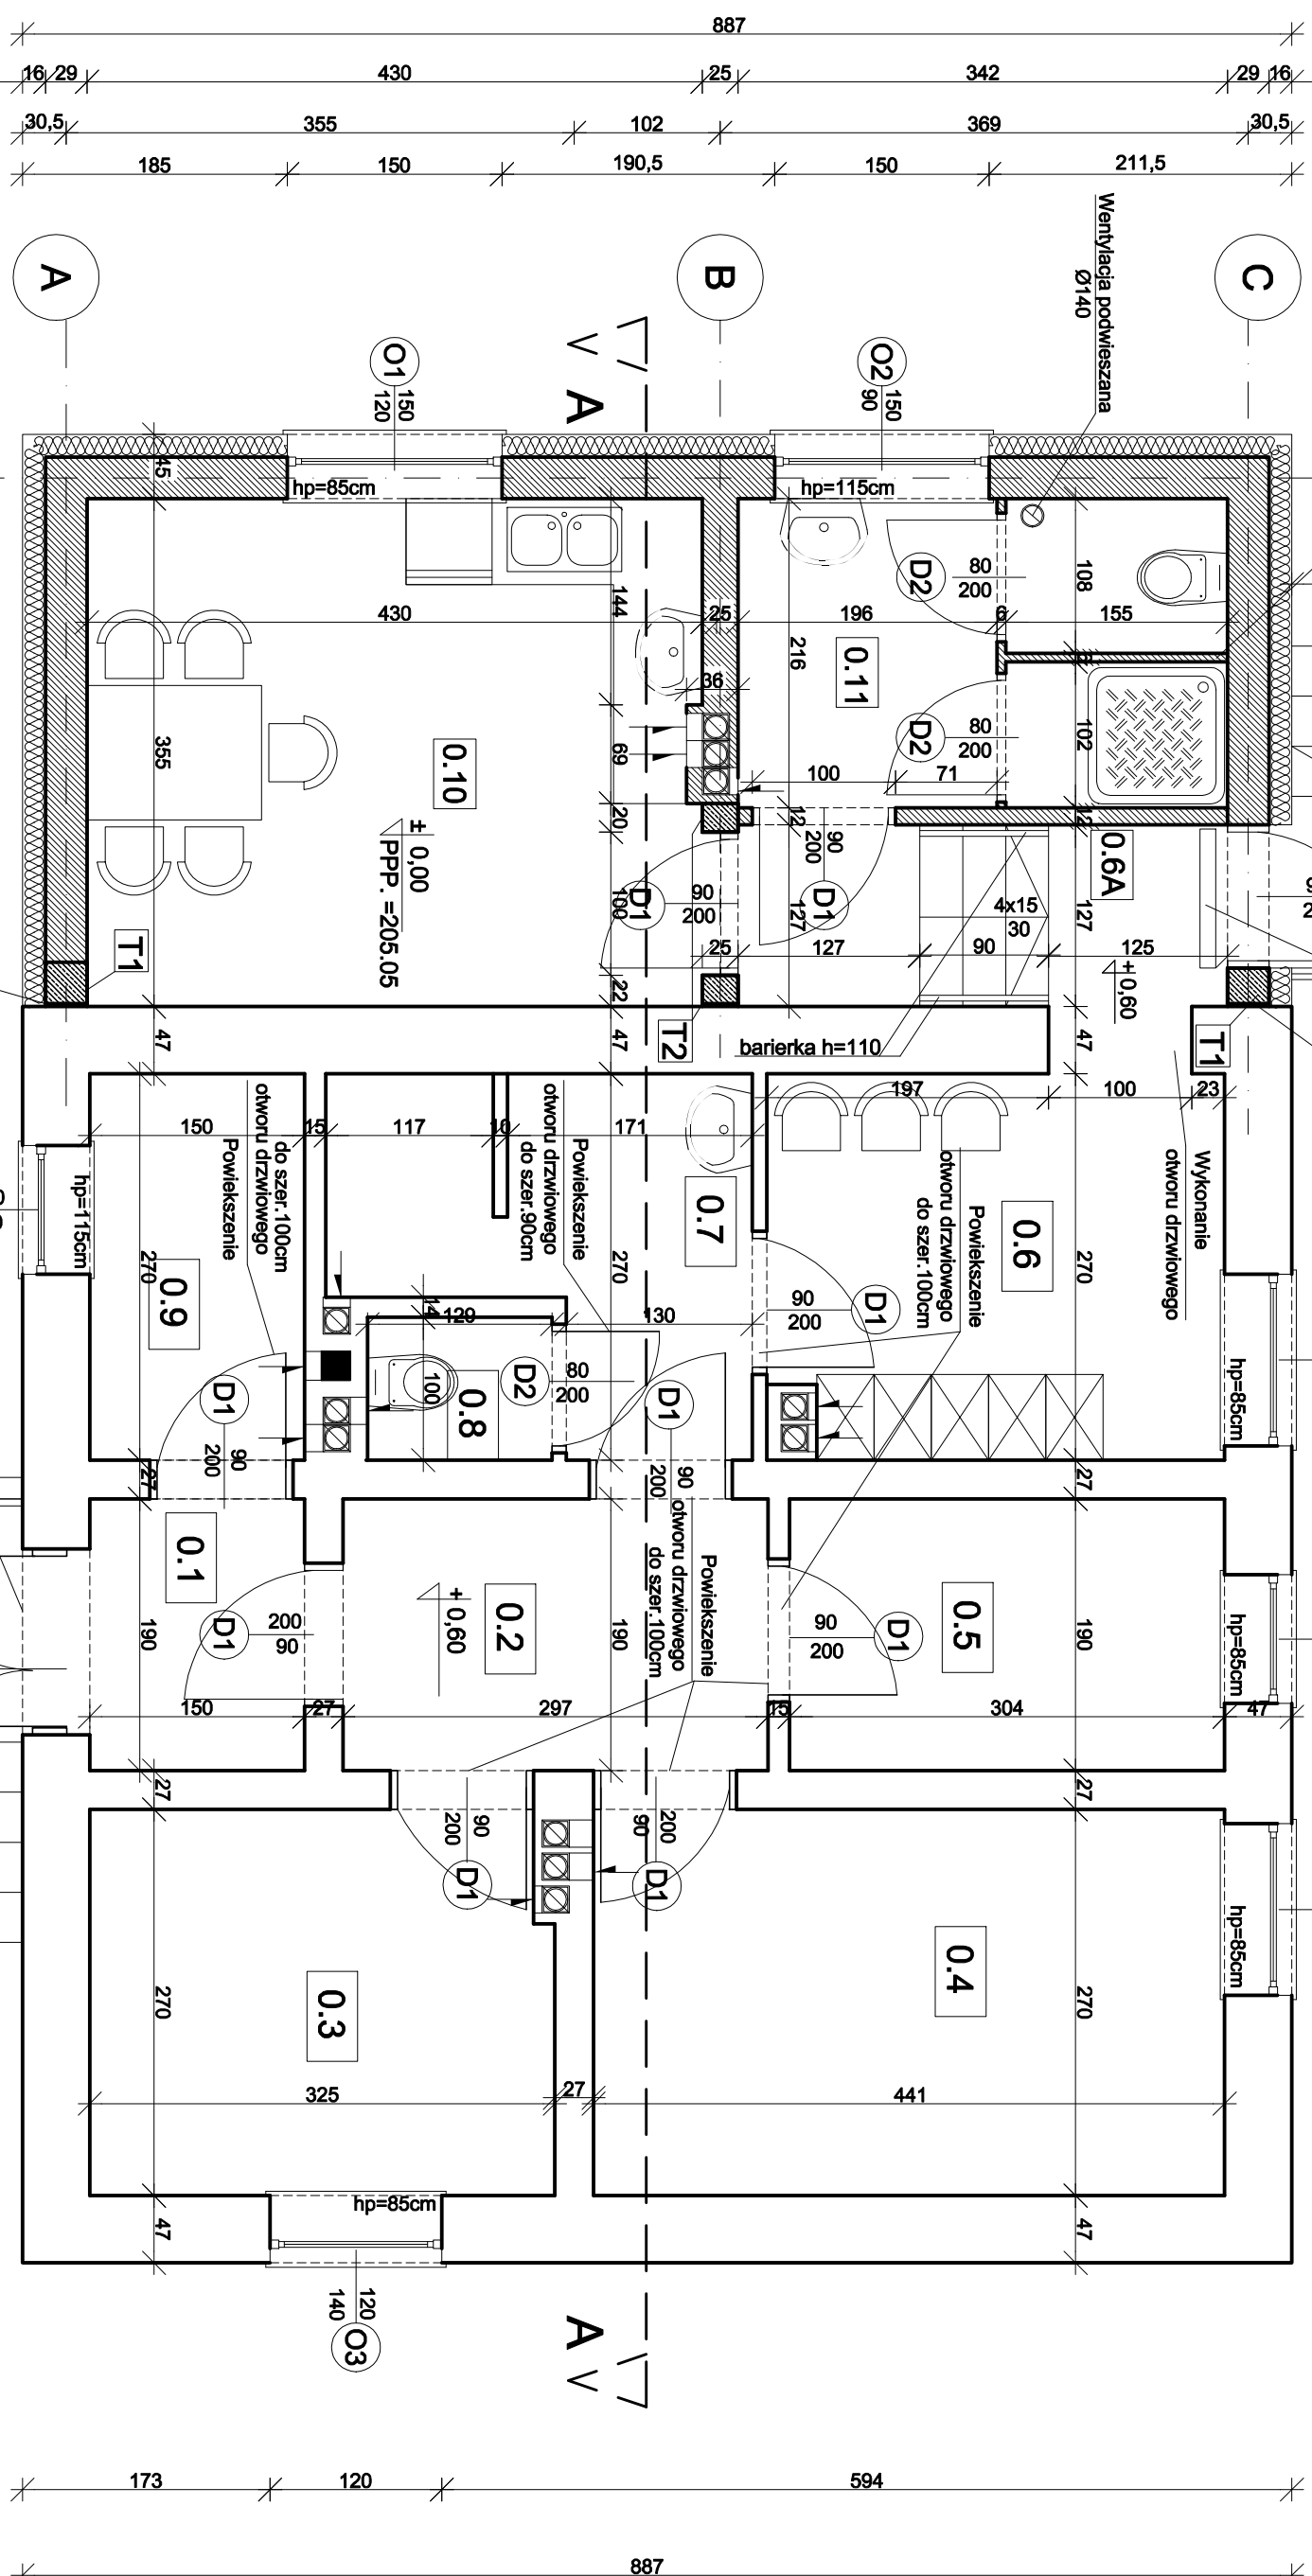 887
16 29 430 25 342 29 16
30,5 355 102 369 30,5
185 150 190,5 150 211,5
Wentylacja podwieszana
Ø140
A
B
C
O1 150
120
A
O2 150
90
45
hp=85cm
hp=115cm
D2 80
200
108
144
430 25 196 6 155
216
0.11
36
355
0.10
69
D2 80
200
102
100 71
± 0,00
PPP. =205.05
20
12
12
0.6A
90
200
D1
100
90
200
D1
127
4x15
30
127
25 127 90 125
T1
22
+0,60
47
47
T2
barierka h=110
47
T1
197 100 23
150 15 117 10 171
Powiekszenie
otworu drzwiowego
do szer.100cm
Powiekszenie
otworu drzwiowego
do szer.90cm
Wykonanie
otworu drzwiowego
hp=115cm
0.7
0.6
Powiekszenie
otworu drzwiowego
do szer.100cm
270
0.9
270
270
14
129 130
90
200
D1
D2 80
200
100
0.8
D1
90
200
D1
90
200
hp=85cm
27
27
0.1
otworu drzwiowego
do szer.100cm
Powiekszenie
0.2
+0,60
0.5
190
D1 200
90
190
90
200
D1
190
hp=85cm
150 27 297 15 304 47
27
27
90
200
D1
200
90
D1
hp=85cm
0.4
270
0.3
270
325 27 441
47
hp=85cm
47
120
140
O3
A
173 120 594
887